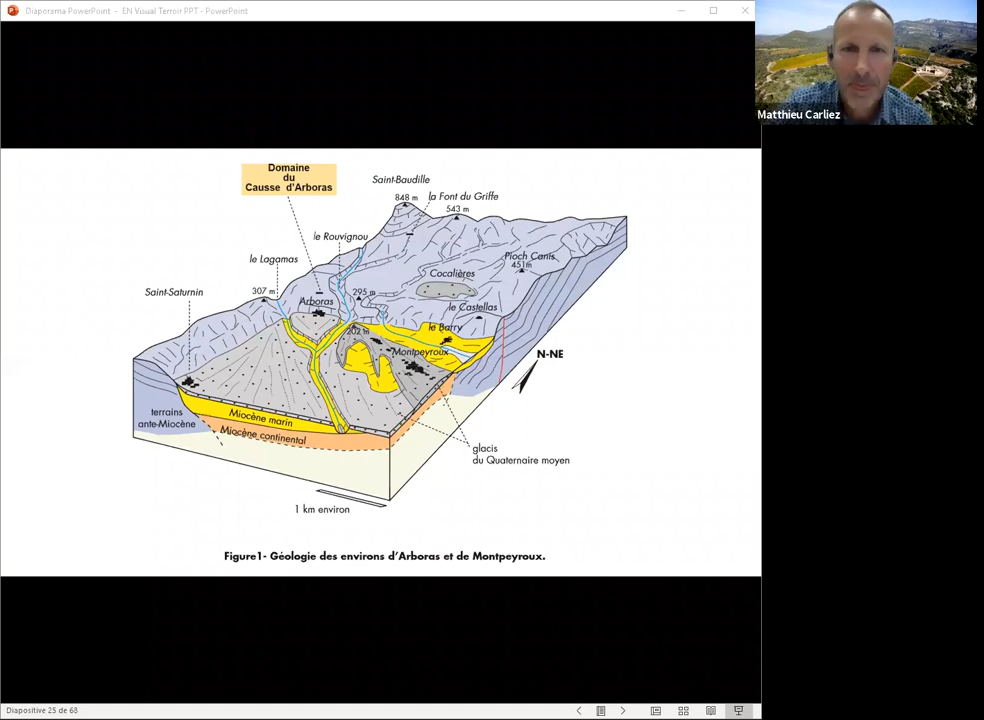 Diaporama PowerPoint - EN Visual Terroir PPT - PowerPoint
Matthieu Carliez
Domaine
du
Causse d'Arboras
Saint-Baudille
848 m
la Font du Griffe
543 m
le Rouvignou
le Lagamas
Pioch Canis
451m
Cocalières
Saint-Saturnin
307 m
295 m
Arboras
le Castellas
202 m
le Barry
Montpeyroux
N-NE
terrains
ante-Miocène
Miocène marin
Miocène continental
glacis
du Quaternaire moyen
1 km environ
Figure1- Géologie des environs d'Arboras et de Montpeyroux.
Diapositive 25 de 68